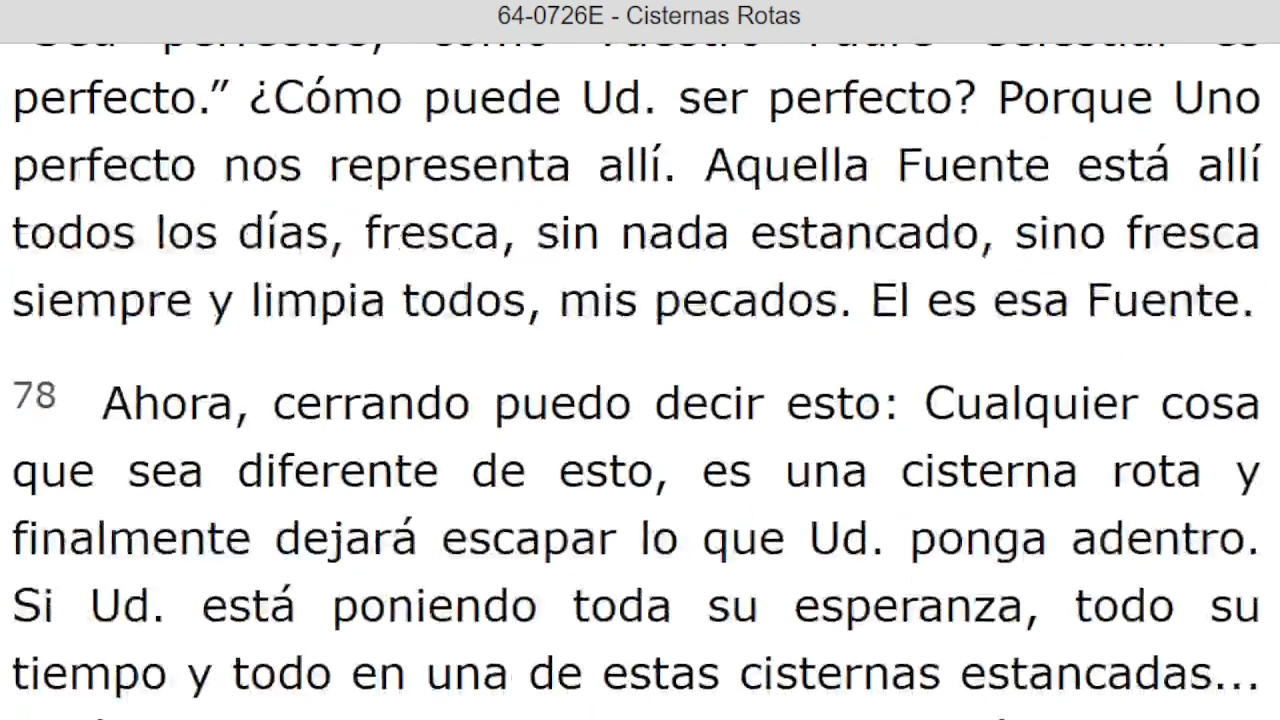 64-0726E - Cisternas Rotas
perfecto.” ¿Cómo puede Ud. ser perfecto? Porque Uno
perfecto nos representa allí. Aquella Fuente está allí
todos los días, fresca, sin nada estancado, sino fresca
siempre y limpia todos, mis pecados. El es esa Fuente.
78 Ahora, cerrando puedo decir esto: Cualquier cosa
que sea diferente de esto, es una cisterna rota y
finalmente dejará escapar lo que Ud. ponga adentro.
Si Ud. está poniendo toda su esperanza, todo su
tiempo y todo en una de estas cisternas estancadas...